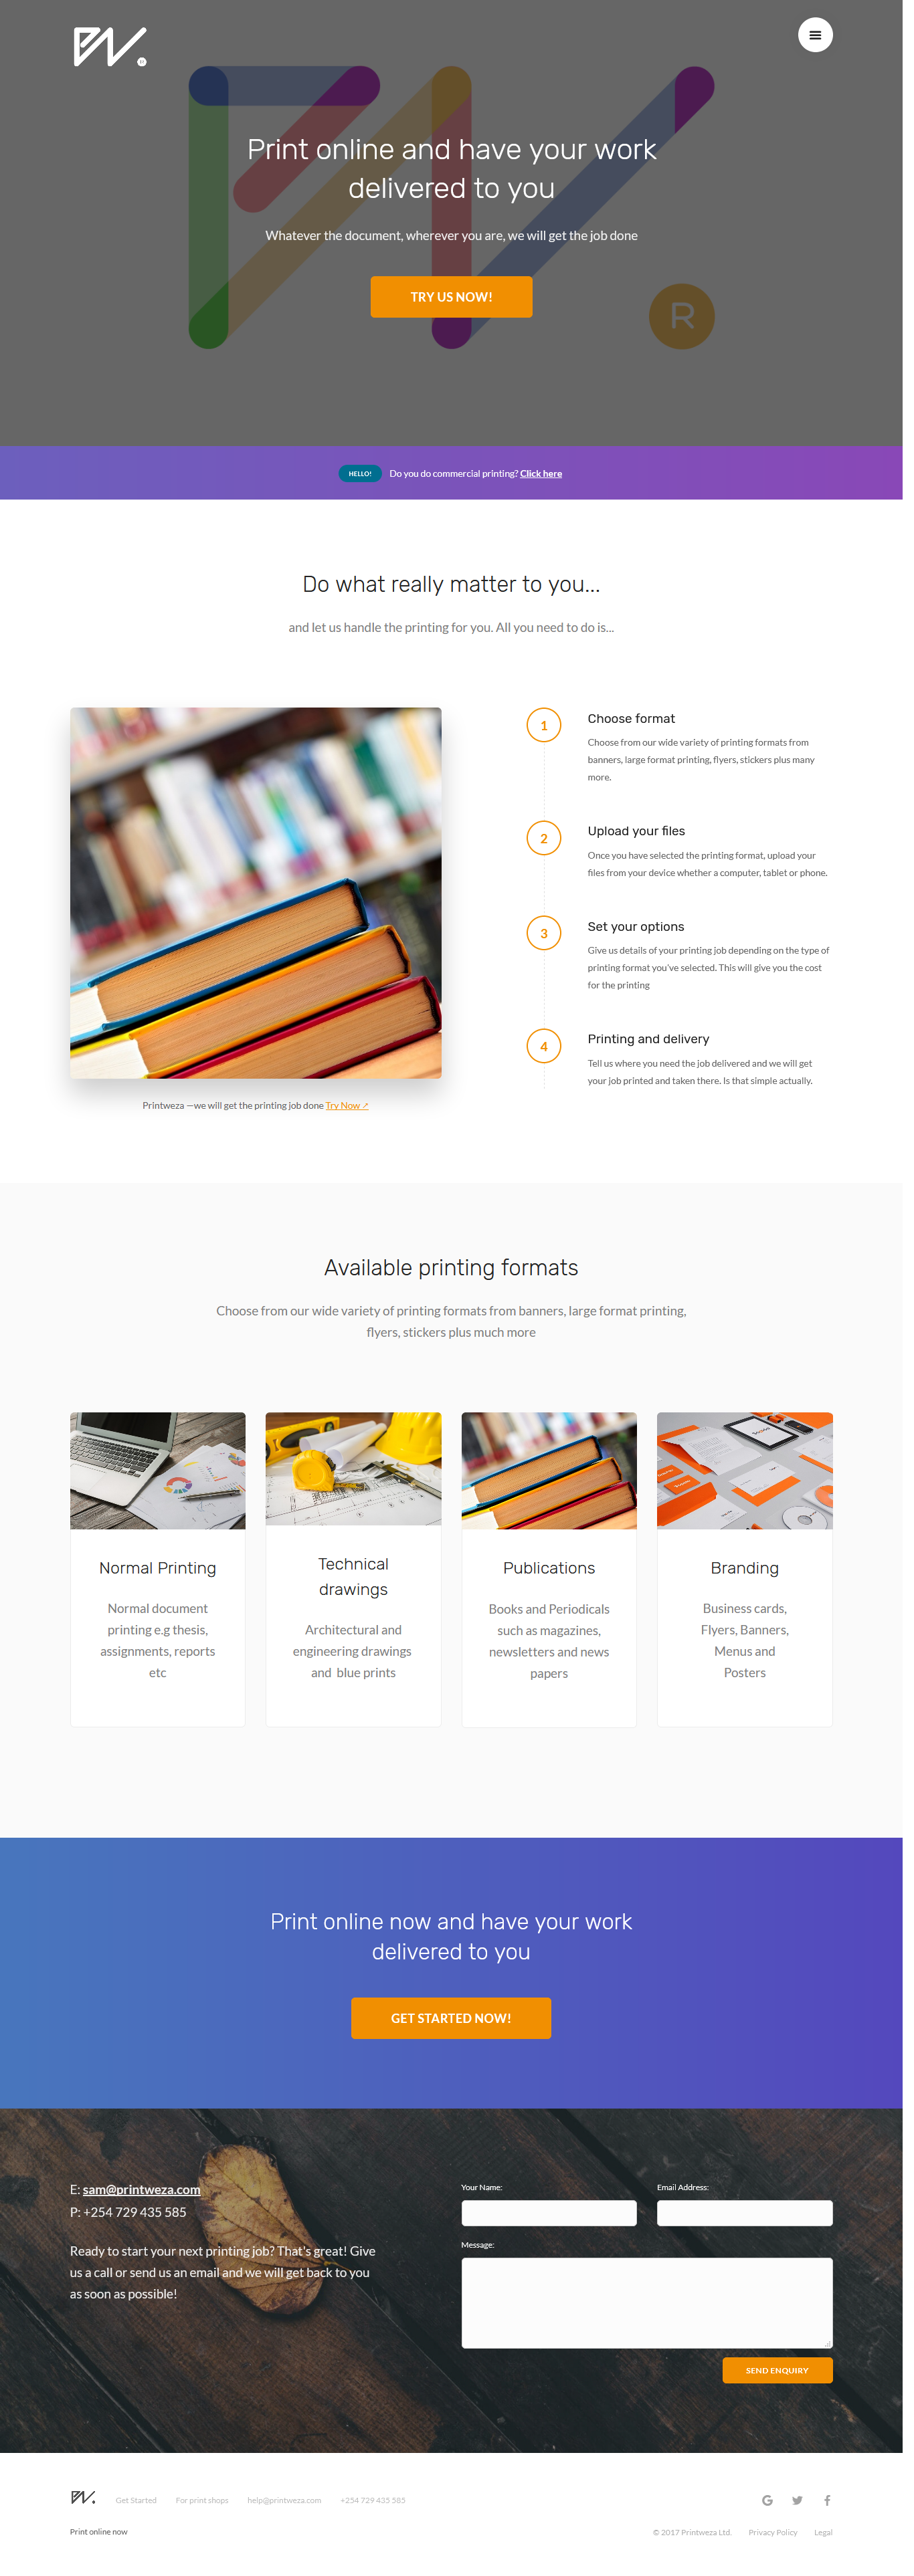 PW.
R
Print online and have your work
delivered to you
Whatever the document, wherever you are, we will get the job done
TRY US NOW!
HELLO! Do you do commercial printing? Click here
Do what really matter to you...
and let us handle the printing for you. All you need to do is...
1
Choose format
Choose from our wide variety of printing formats from
banners, large format printing, flyers, stickers plus many
more.
2
Upload your files
Once you have selected the printing format, upload your
files from your device whether a computer, tablet or phone.
3
Set your options
Give us details of your printing job depending on the type of
printing format you've selected. This will give you the cost
for the printing
4
Printing and delivery
Tell us where you need the job delivered and we will get
your job printed and taken there. Is that simple actually.
Printweza —we will get the printing job done Try Now ↗
Available printing formats
Choose from our wide variety of printing formats from banners, large format printing,
flyers, stickers plus much more
Normal Printing
Normal document
printing e.g thesis,
assignments, reports
etc
Technical
drawings
Architectural and
engineering drawings
and blue prints
Publications
Books and Periodicals
such as magazines,
newsletters and news
papers
Branding
Business cards,
Flyers, Banners,
Menus and
Posters
Print online now and have your work
delivered to you
GET STARTED NOW!
E: sam@printweza.com
P: +254 729 435 585
Ready to start your next printing job? That's great! Give
us a call or send us an email and we will get back to you
as soon as possible!
Your Name:
Email Address:
Message:
SEND ENQUIRY
PW.
Get Started
For print shops
help@printweza.com
+254 729 435 585
Print online now
© 2017 Printweza Ltd.
Privacy Policy
Legal